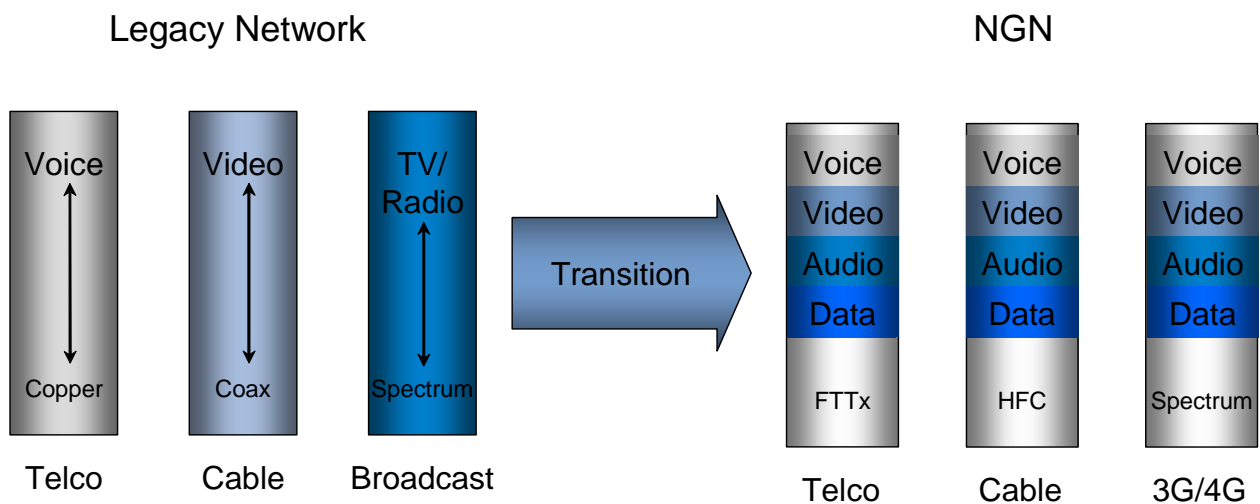 Legacy Network
NGN
Voice
Copper
Telco
Video
Coax
Cable
TV/
Radio
Spectrum
Broadcast
Transition
Voice
Video
Audio
Data
FTTx
Telco
Voice
Video
Audio
Data
HFC
Cable
Voice
Video
Audio
Data
Spectrum
3G/4G